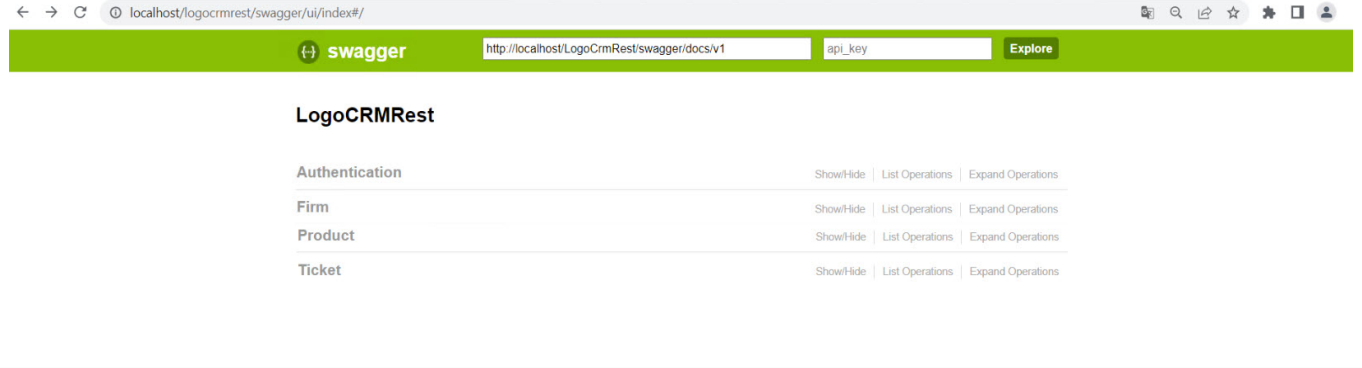 localhost/logocrmrest/swagger/ui/index#/
{-} swagger http://localhost/LogoCrmRest/swagger/docs/v1 api_key Explore
LogoCRMRest
Authentication Show/Hide List Operations Expand Operations
Firm Show/Hide List Operations Expand Operations
Product Show/Hide List Operations Expand Operations
Ticket Show/Hide List Operations Expand Operations